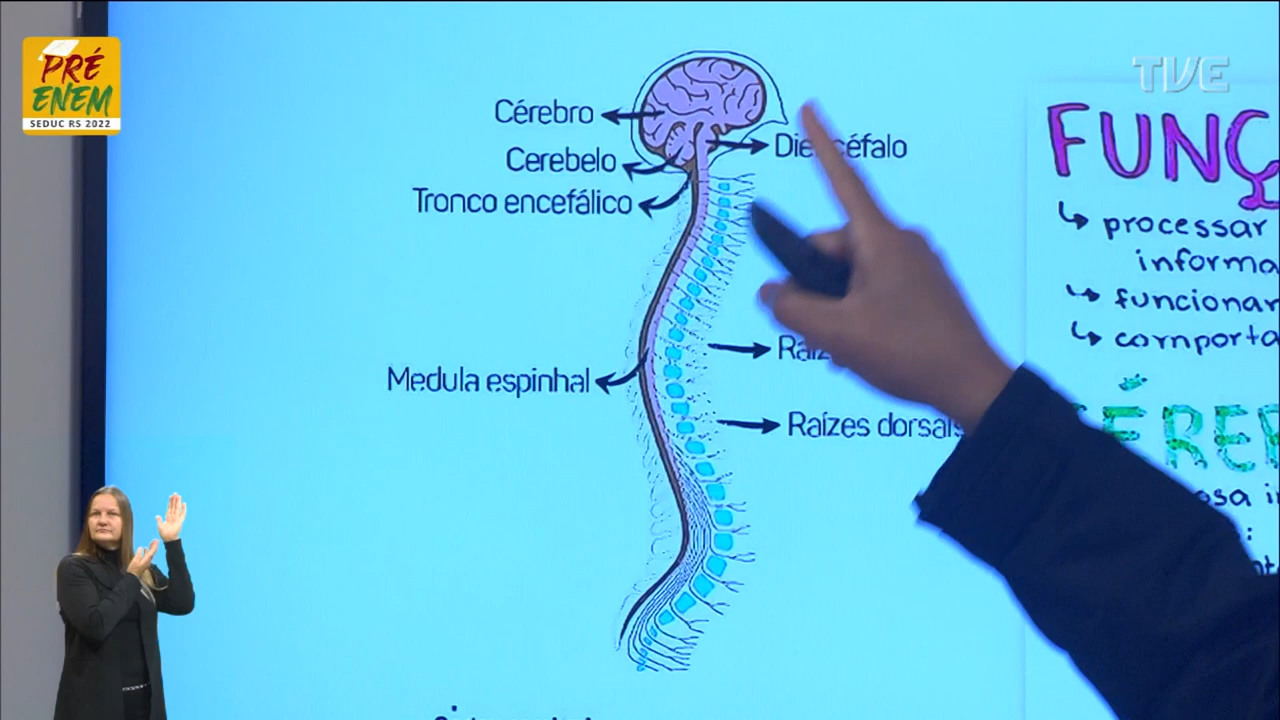 PRÉ
ENEM
SEDUC RS 2022
TVE
Cérebro
Cerebelo
Tronco encefálico
Medula espinhal
Raízes dorsais
FUNÇ
processar
informa
funcionar
comporta